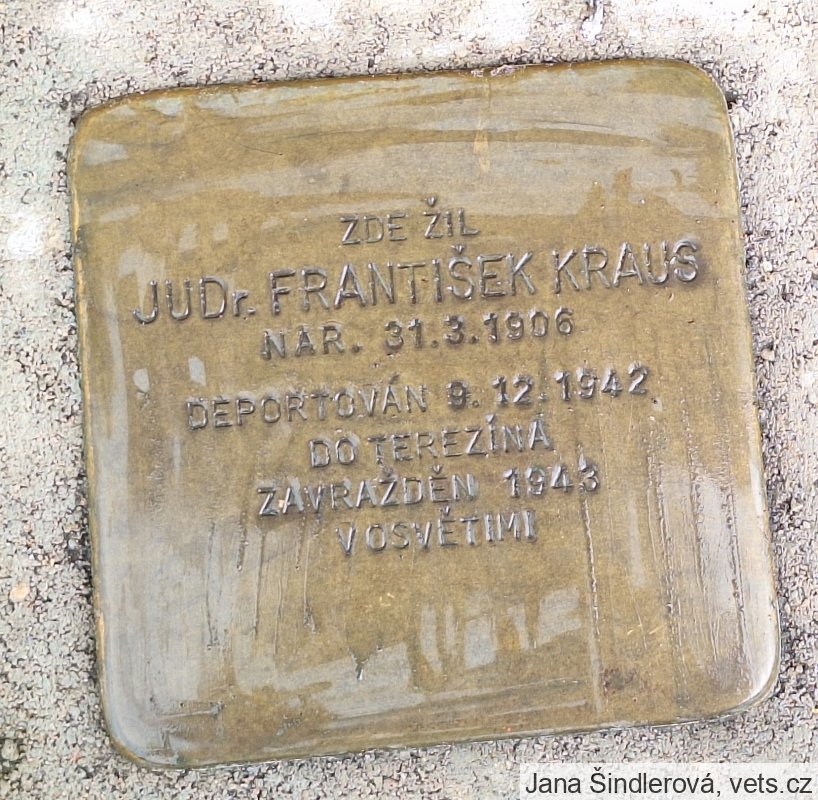 ZDE ŽIL
JUDr. FRANTIŠEK KRAUS
NAR. 31.3.1906
DEPORTOVÁN 9.12.1942
DO TEREZÍNA
ZAVRAŽDĚN 1943
V OSVĚTIMI
Jana Šindlerová, vets.cz